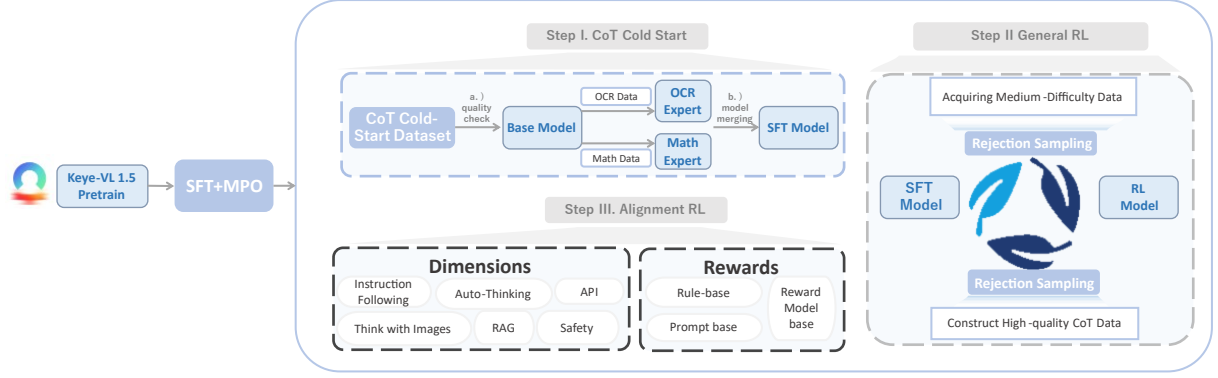 Keye-VL 1.5
Pretrain
SFT+MPO
Step I. CoT Cold Start
CoT Cold-
Start Dataset
a.)
quality
check
Base Model
OCR Data
Math Data
OCR
Expert
Math
Expert
b.)
model
merging
SFT Model
Step II General RL
Acquiring Medium -Difficulty Data
Rejection Sampling
SFT
Model
RL
Model
Rejection Sampling
Construct High -quality CoT Data
Step III. Alignment RL
Dimensions
Instruction
Following
Auto-Thinking
API
Think with Images
RAG
Safety
Rewards
Rule-base
Prompt base
Reward
Model
base